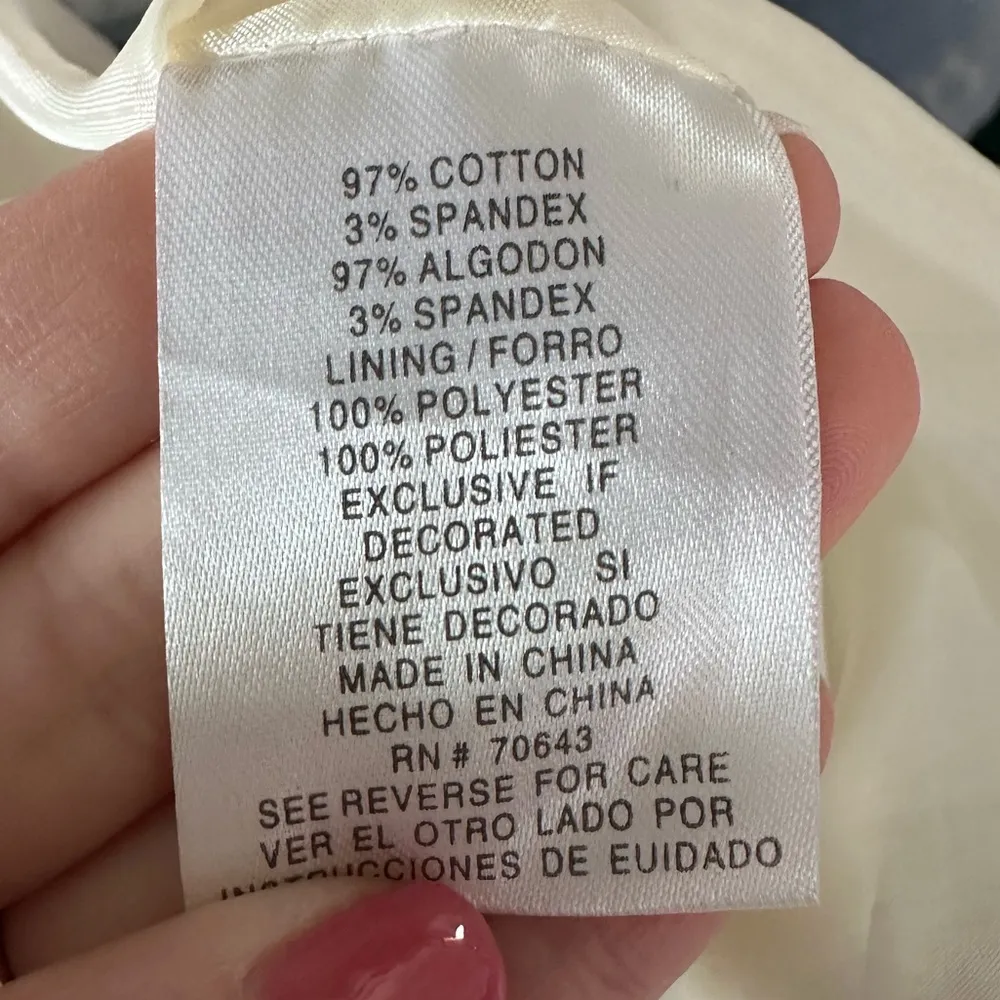 97% COTTON
3% SPANDEX
97% ALGODON
3% SPANDEX
LINING / FORRO
100% POLYESTER
100% POLIESTER
EXCLUSIVE IF
DECORATED
EXCLUSIVO SI
TIENE DECORADO
MADE IN CHINA
HECHO EN CHINA
RN # 70643
SEE REVERSE FOR CARE
VER EL OTRO LADO POR
INSTRUCCIONES DE EUIDADO